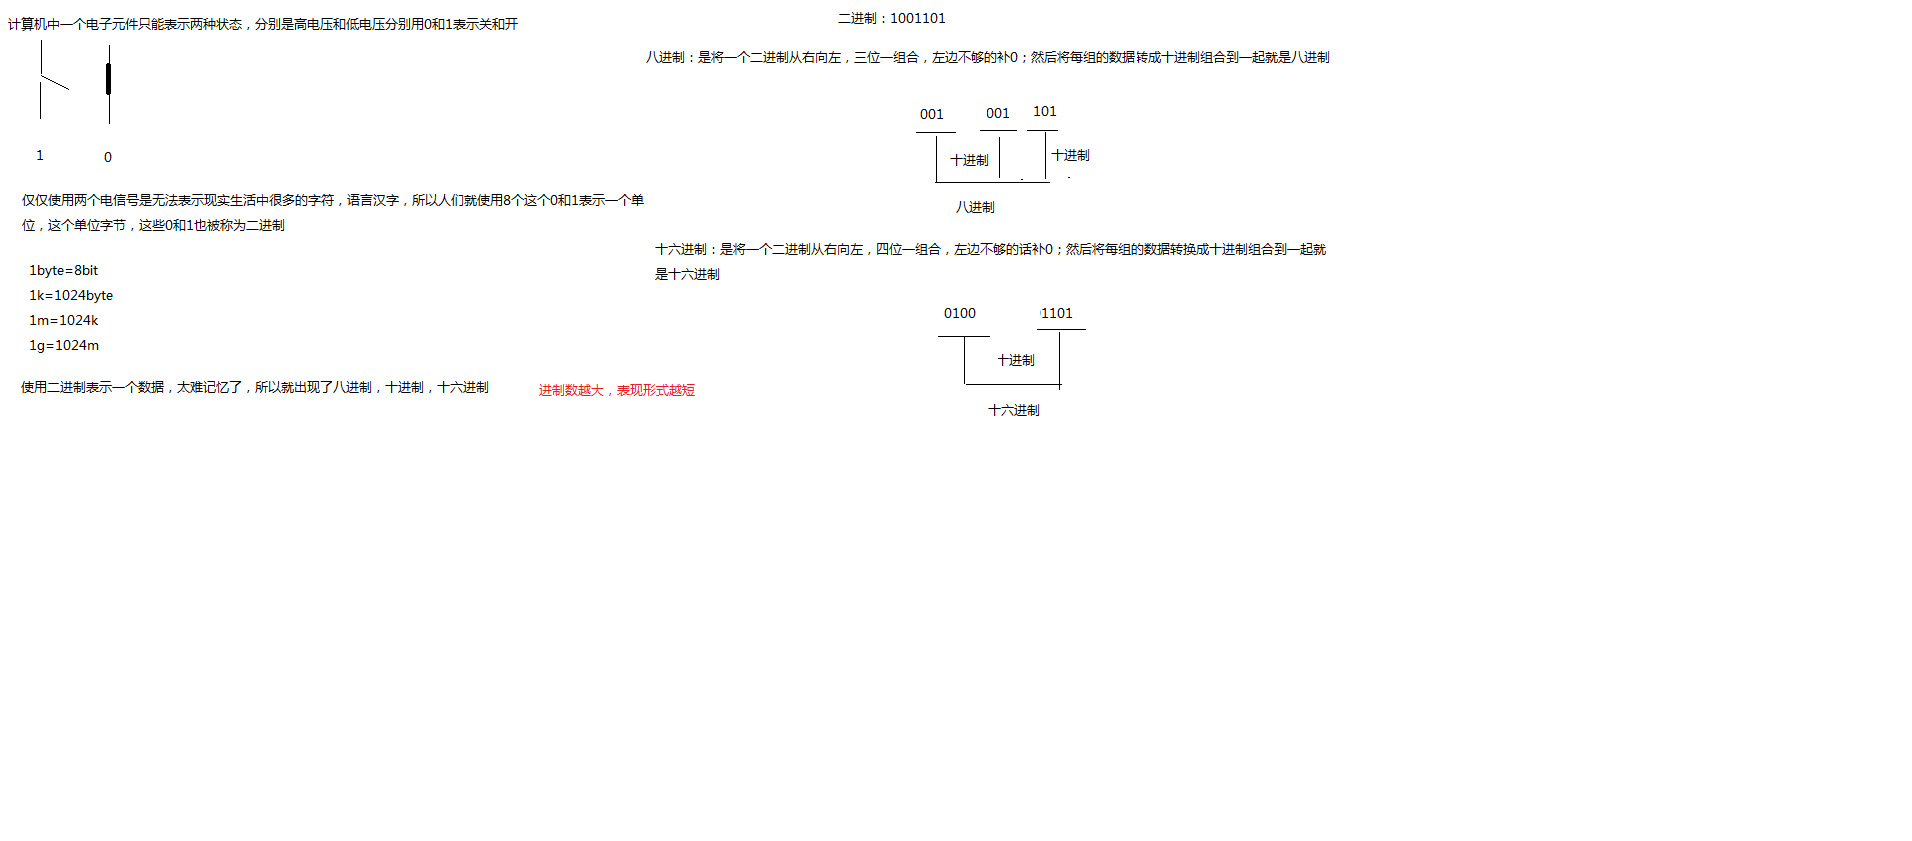 计算机中一个电子元件只能表示两种状态，分别是高电压和低电压分别用0和1表示关和开
1
0
仅仅使用两个电信号是无法表示现实生活中很多的字符，语言汉字，所以人们就使用8个这个0和1表示一个单
位，这个单位字节，这些0和1也被称为二进制
1byte=8bit
1k=1024byte
1m=1024k
1g=1024m
使用二进制表示一个数据，太难记忆了，所以就出现了八进制，十进制，十六进制
进制数越大，表现形式越短
二进制：1001101
八进制：是将一个二进制从右向左，三位一组合，左边不够的补0；然后将每组的数据转成十进制组合到一起就是八进制
001 001 101
十进制 十进制
八进制
十六进制：是将一个二进制从右向左，四位一组合，左边不够的话补0；然后将每组的数据转换成十进制组合到一起就
是十六进制
0100 1101
十进制
十六进制